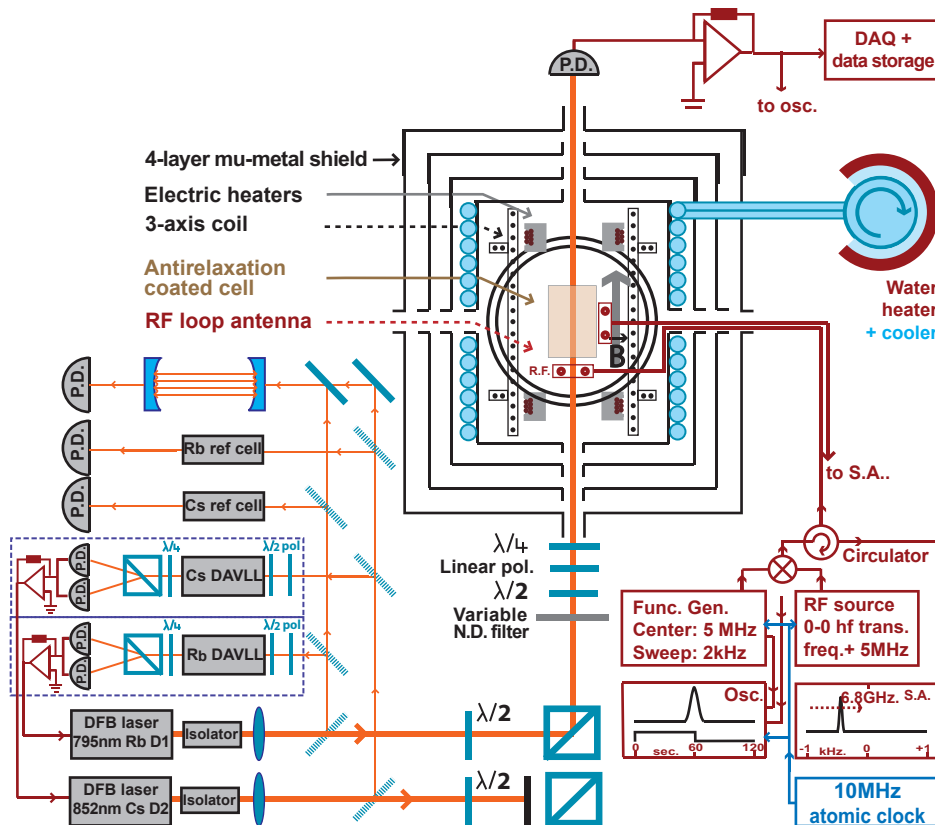 P.D.
DAQ +
data storage
to osc.
4-layer mu-metal shield
Electric heaters
3-axis coil
Antirelaxation
coated cell
RF loop antenna
B
R.F.
Water
heater
+ cooler
P.D.
P.D.
Rb ref cell
P.D.
Cs ref cell
to S.A..
λ/4
λ/2 pol
P.D.
P.D.
Cs DAVLL
λ/4
λ/2 pol
P.D.
P.D.
Rb DAVLL
λ/4
Linear pol.
λ/2
Variable
N.D. filter
Circulator
Func. Gen.
Center: 5 MHz
Sweep: 2kHz
RF source
0-0 hf trans.
freq.+ 5MHz
Osc.
0 sec. 60 120
6.8GHz. S.A.
-1 kHz. 0 +1
DFB laser
795nm Rb D1
Isolator
λ/2
DFB laser
852nm Cs D2
Isolator
λ/2
10MHz
atomic clock